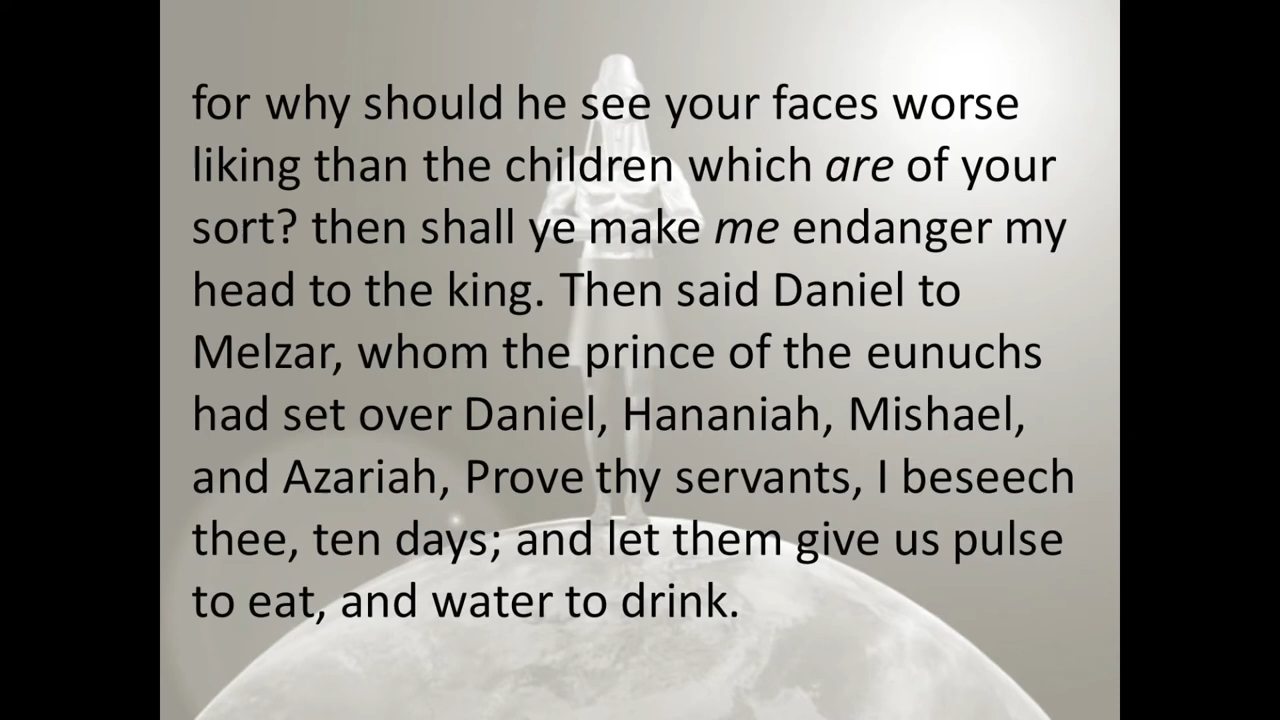 for why should he see your faces worse
liking than the children which are of your
sort? then shall ye make me endanger my
head to the king. Then said Daniel to
Melzar, whom the prince of the eunuchs
had set over Daniel, Hananiah, Mishael,
and Azariah, Prove thy servants, I beseech
thee, ten days; and let them give us pulse
to eat, and water to drink.